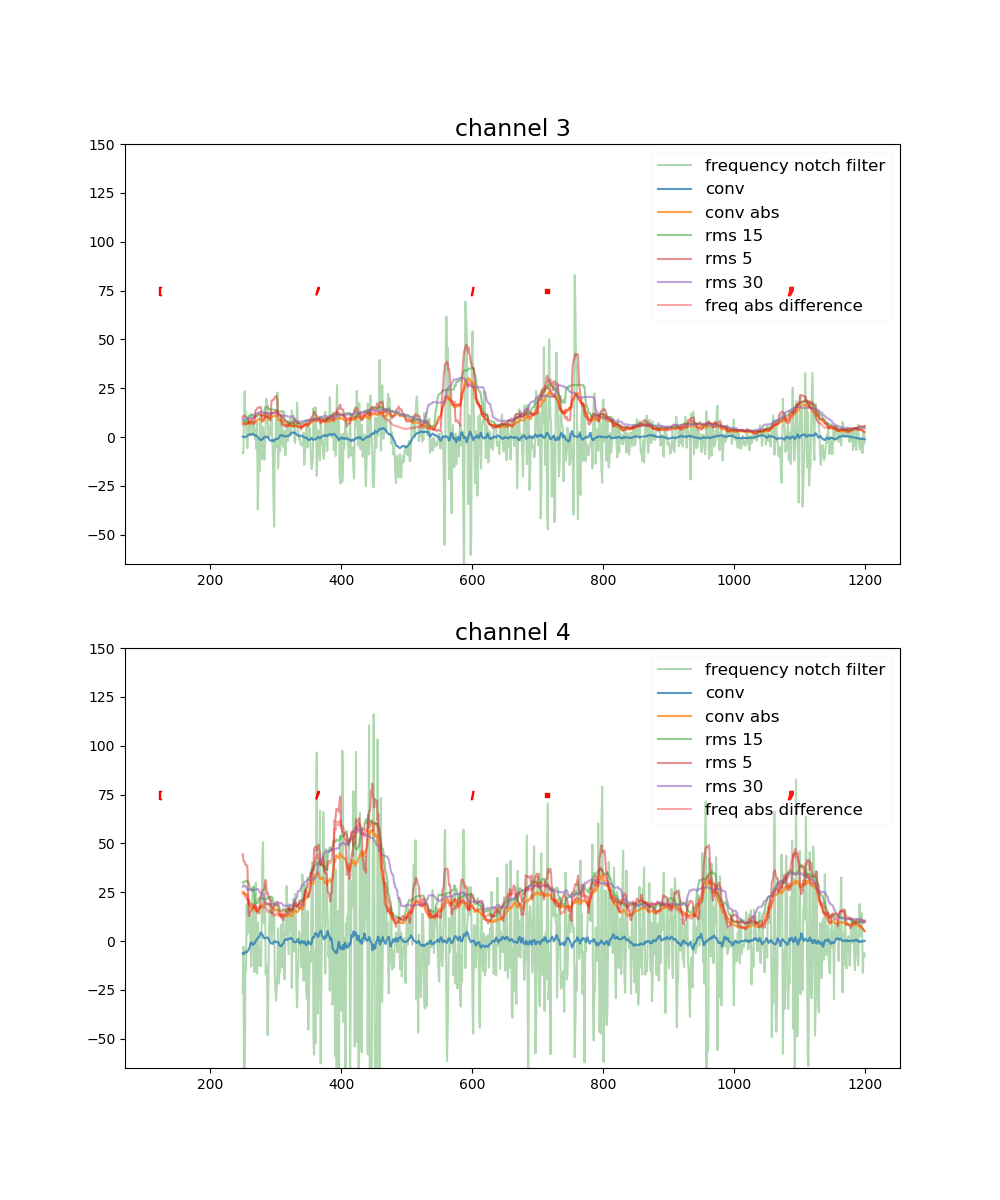 channel 3
150
125
100
75
50
25
0
−25
−50
frequency notch filter
conv
conv abs
rms 15
rms 5
rms 30
freq abs difference
200 400 600 800 1000 1200
channel 4
150
125
100
75
50
25
0
−25
−50
frequency notch filter
conv
conv abs
rms 15
rms 5
rms 30
freq abs difference
200 400 600 800 1000 1200